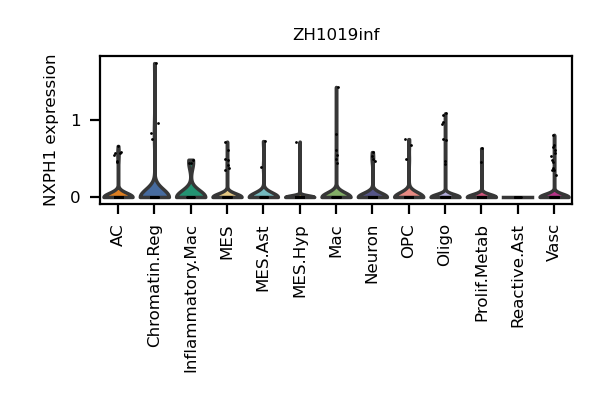 ZH1019inf
NXPH1 expression
1
0
AC
Chromatin.Reg
Inflammatory.Mac
MES
MES.Ast
MES.Hyp
Mac
Neuron
OPC
Oligo
Prolif.Metab
Reactive.Ast
Vasc